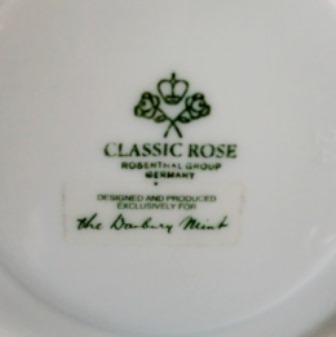 CLASSIC ROSE
ROSENTHAL GROUP
GERMANY
DESIGNED AND PRODUCED
EXCLUSIVELY FOR
the Danbury Mint